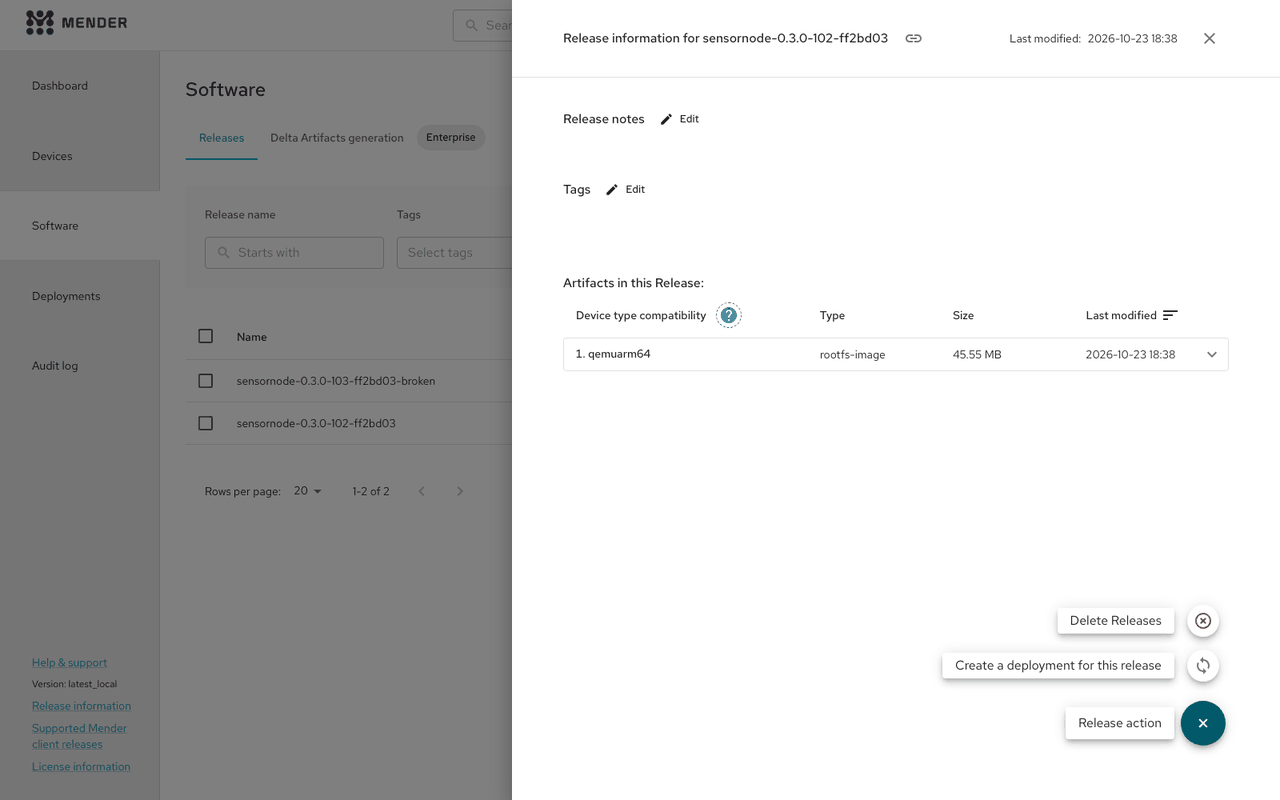 MENDER
Sear
Dashboard
Devices
Software
Deployments
Audit log
Help & support
Version: latest_local
Release information
Supported Mender
client releases
License information
Software
Releases
Delta Artifacts generation
Enterprise
Release name
Tags
Starts with
Select tags
Name
sensornode-0.3.0-103-ff2bd03-broken
sensornode-0.3.0-102-ff2bd03
Rows per page: 20 1-2 of 2
Release information for sensornode-0.3.0-102-ff2bd03
Last modified: 2026-10-23 18:38
Release notes Edit
Tags Edit
Artifacts in this Release:
Device type compatibility ? Type Size Last modified
1. qemuarm64 rootfs-image 45.55 MB 2026-10-23 18:38
Delete Releases
Create a deployment for this release
Release action